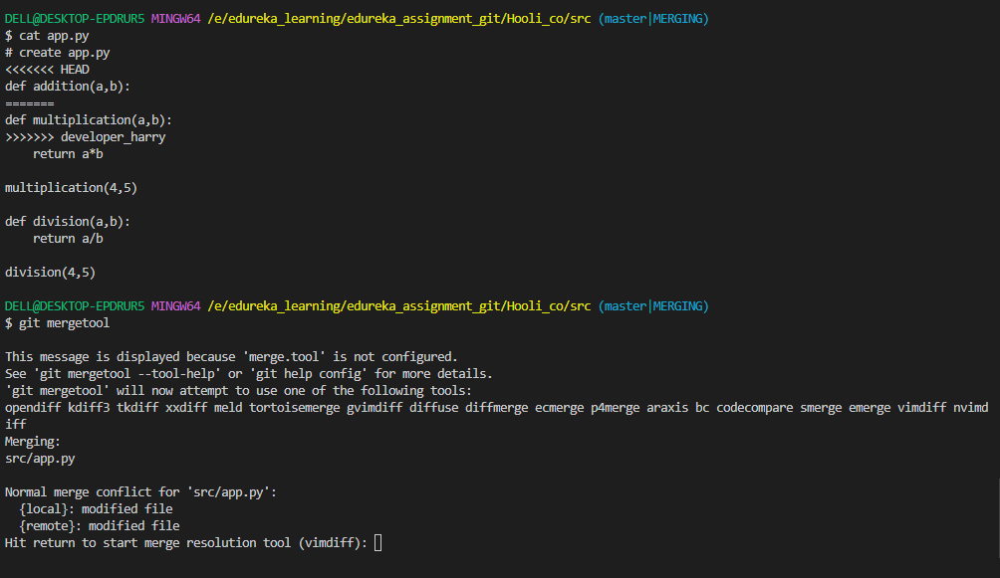 DELL@DESKTOP-EPDRUR5 MINGW64 /e/edureka_learning/edureka_assignment_git/Hooli_co/src (master|MERGING)
$ cat app.py
# create app.py
<<<<<<< HEAD
def addition(a,b):
=======
def multiplication(a,b):
>>>>>>> developer_harry
    return a*b

multiplication(4,5)

def division(a,b):
    return a/b

division(4,5)

DELL@DESKTOP-EPDRUR5 MINGW64 /e/edureka_learning/edureka_assignment_git/Hooli_co/src (master|MERGING)
$ git mergetool

This message is displayed because 'merge.tool' is not configured.
See 'git mergetool --tool-help' or 'git help config' for more details.
'git mergetool' will now attempt to use one of the following tools:
opendiff kdiff3 tkdiff xxdiff meld tortoisemerge gvimdiff diffuse diffmerge ecmerge p4merge araxis bc codecompare smerge emerge vimdiff nvimd
iff
Merging:
src/app.py

Normal merge conflict for 'src/app.py':
  {local}: modified file
  {remote}: modified file
Hit return to start merge resolution tool (vimdiff):